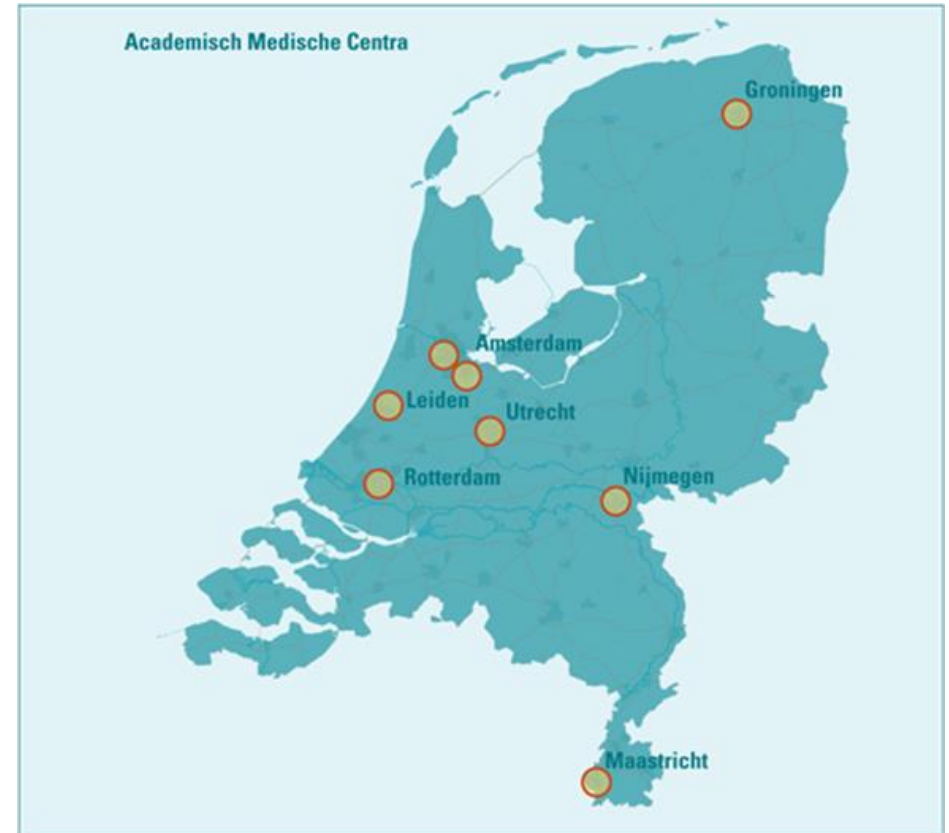 Academisch Medische Centra
Groningen
Amsterdam
Leiden
Utrecht
Rotterdam
Nijmegen
Maastricht